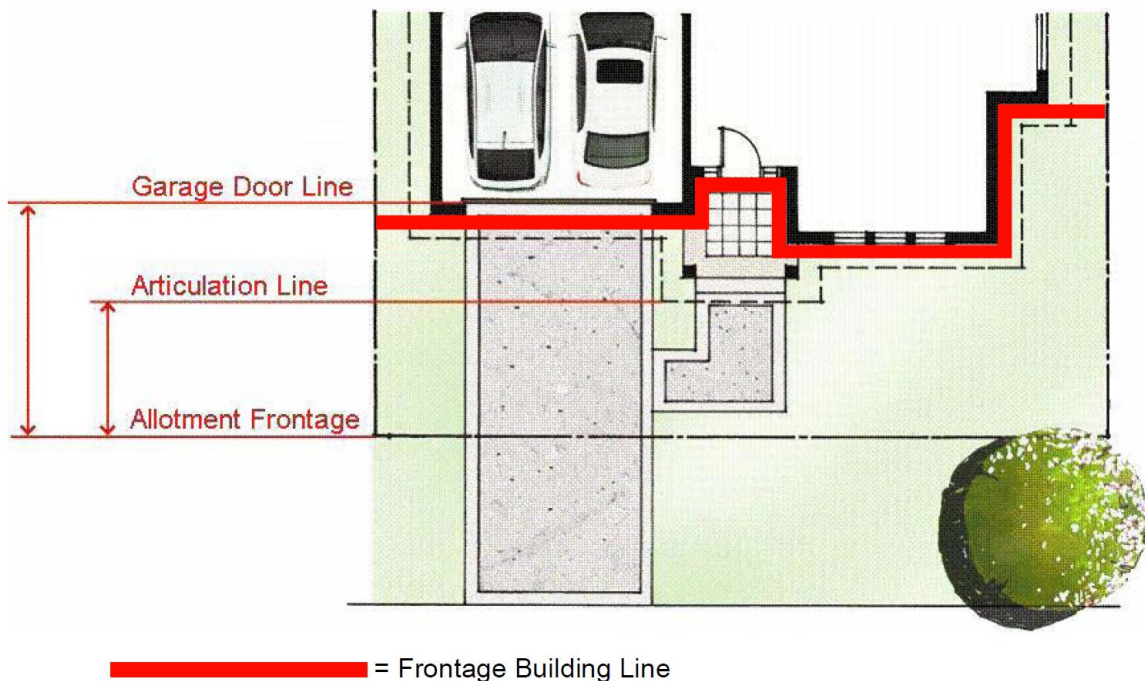 Garage Door Line
Articulation Line
Allotment Frontage
= Frontage Building Line